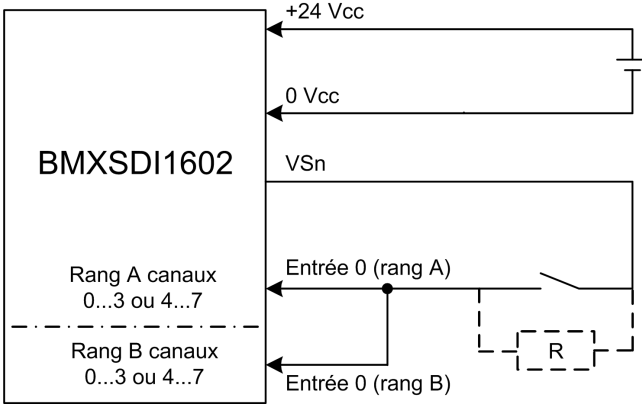 +24 Vcc
0 Vcc
BMXSDI1602
VSn
Rang A canaux
0...3 ou 4...7
Entrée 0 (rang A)
Rang B canaux
0...3 ou 4...7
Entrée 0 (rang B)
R